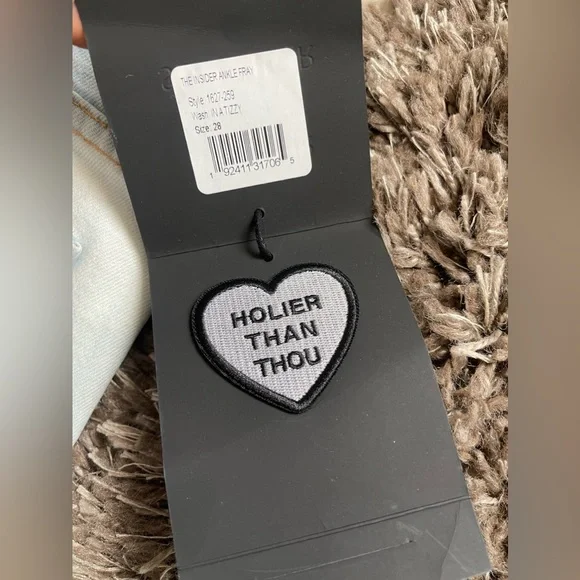 THE INSIDER ANKLE FRAY
Style: 1627-259
Wash: IN A TIZZY
Size: 28
1 92411 31706 5
HOLIER
THAN
THOU